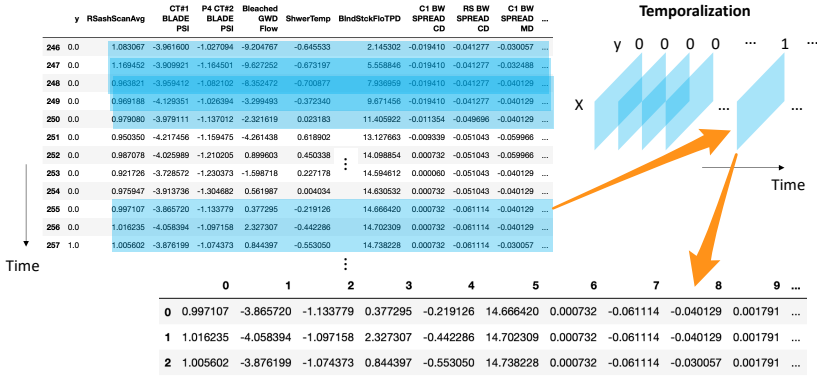 y RSashScanAvg CT#1 BLADE PSI P4 CT#2 BLADE PSI Bleached GWD Flow ShwerTemp BlndStckFloTPD C1 BW SPREAD CD RS BW SPREAD CD C1 BW SPREAD MD ...
246 0.0 1.083067 -3.961600 -1.027094 -9.204767 -0.645533 2.145302 -0.019410 -0.041277 -0.030057 ...
247 0.0 1.169452 -3.909921 -1.164501 -9.627252 -0.673197 5.558846 -0.019410 -0.041277 -0.032488 ...
248 0.0 0.963821 -3.959412 -1.082102 -8.352472 -0.700877 7.936959 -0.019410 -0.041277 -0.040129 ...
249 0.0 0.969188 -4.129351 -1.026394 -3.299493 -0.372340 9.671456 -0.019410 -0.041277 -0.040129 ...
250 0.0 0.979080 -3.979111 -1.137012 -2.321619 0.023183 11.405922 -0.011354 -0.049696 -0.040129 ...
251 0.0 0.950350 -4.217456 -1.159475 -4.261438 0.618902 13.127663 -0.009339 -0.051043 -0.059966 ...
252 0.0 0.987078 -4.025989 -1.210205 0.899603 0.450338 14.098854 0.000732 -0.051043 -0.059966 ...
253 0.0 0.921726 -3.728572 -1.230373 -1.598718 0.227178 14.594612 0.000060 -0.051043 -0.040129 ...
254 0.0 0.975947 -3.913736 -1.304682 0.561987 0.004034 14.630532 0.000732 -0.051043 -0.040129 ...
255 0.0 0.997107 -3.865720 -1.133779 0.377295 -0.219126 14.666420 0.000732 -0.061114 -0.040129 ...
256 0.0 1.016235 -4.058394 -1.097158 2.327307 -0.442286 14.702309 0.000732 -0.061114 -0.040129 ...
257 1.0 1.005602 -3.876199 -1.074373 0.844397 -0.553050 14.738228 0.000732 -0.061114 -0.030057 ...
Time
Temporalization
y 0 0 0 0 ... 1 ...
X ... ...
Time
0 1 2 3 4 5 6 7 8 9 ...
0 0.997107 -3.865720 -1.133779 0.377295 -0.219126 14.666420 0.000732 -0.061114 -0.040129 0.001791 ...
1 1.016235 -4.058394 -1.097158 2.327307 -0.442286 14.702309 0.000732 -0.061114 -0.040129 0.001791 ...
2 1.005602 -3.876199 -1.074373 0.844397 -0.553050 14.738228 0.000732 -0.061114 -0.030057 0.001791 ...